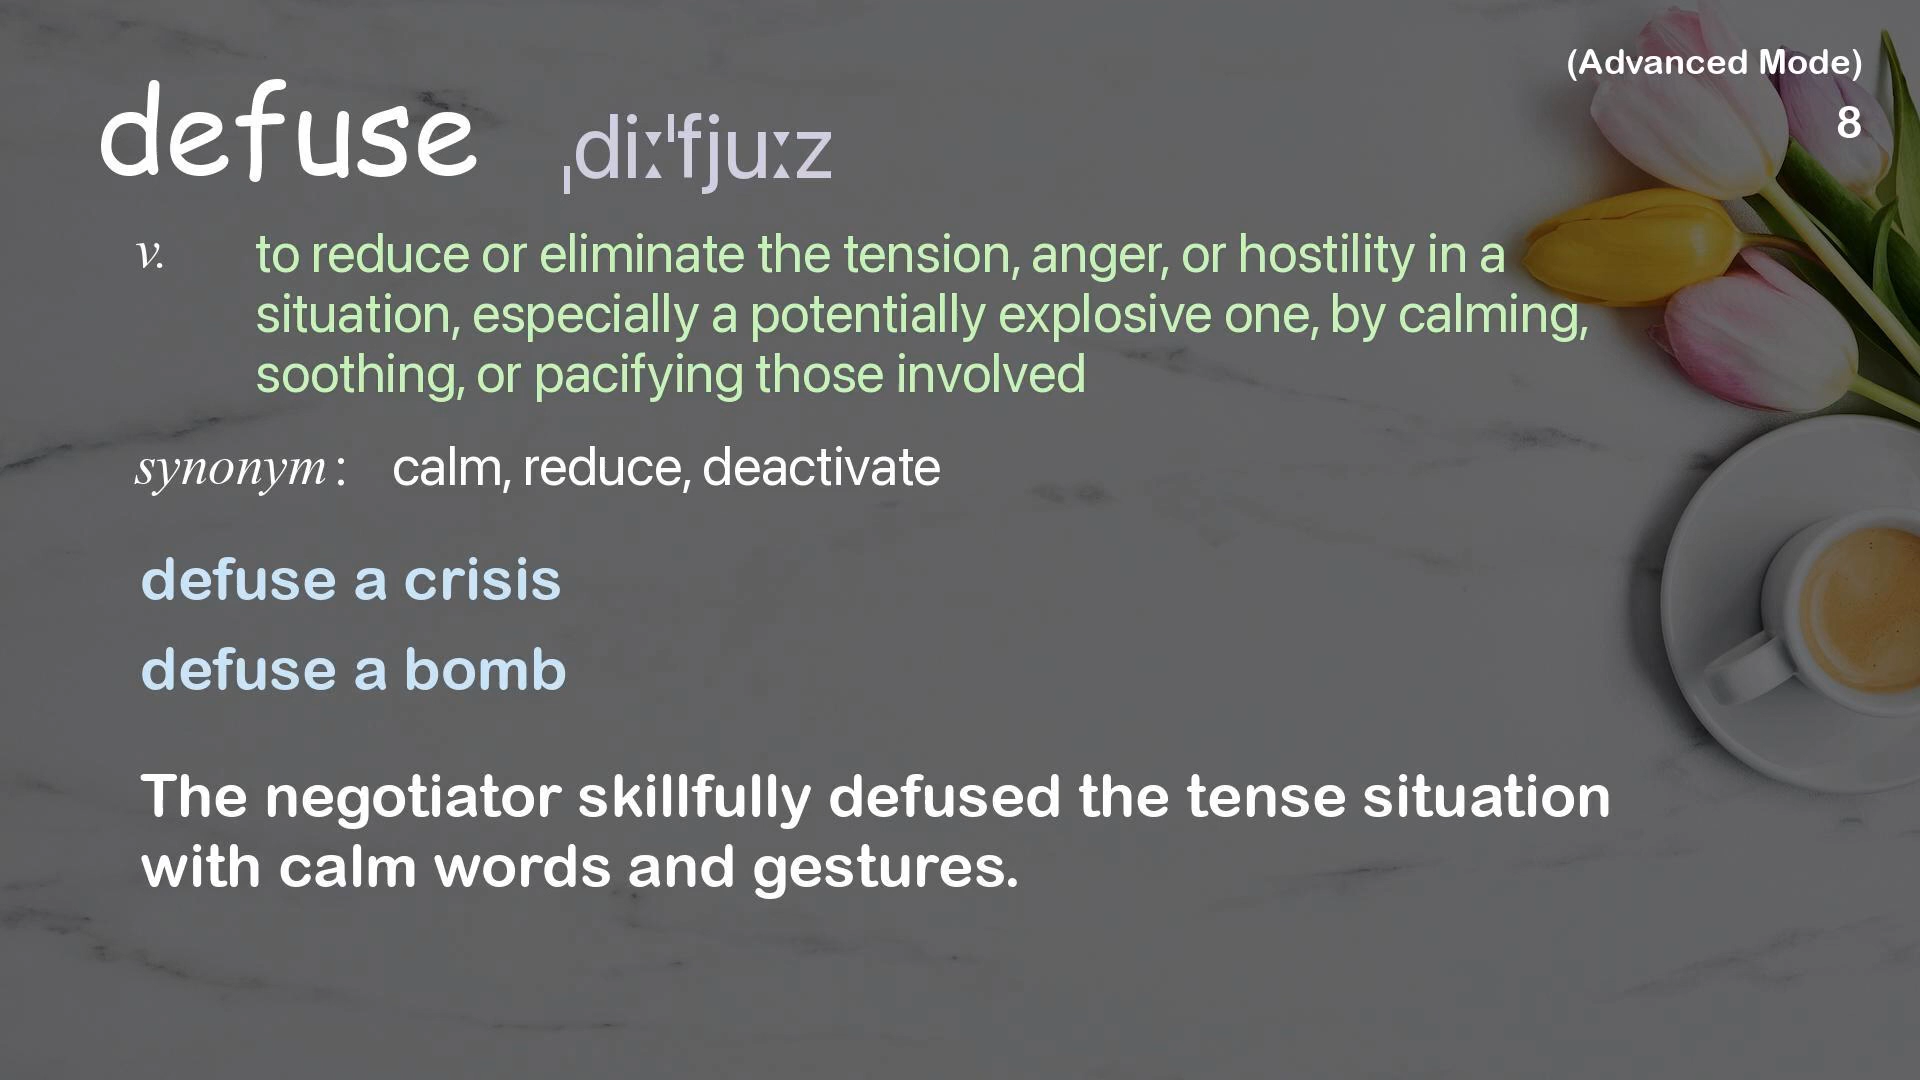 (Advanced Mode)
8
defuse ˌdiːˈfjuːz
v. to reduce or eliminate the tension, anger, or hostility in a
situation, especially a potentially explosive one, by calming,
soothing, or pacifying those involved
synonym: calm, reduce, deactivate
defuse a crisis
defuse a bomb
The negotiator skillfully defused the tense situation
with calm words and gestures.